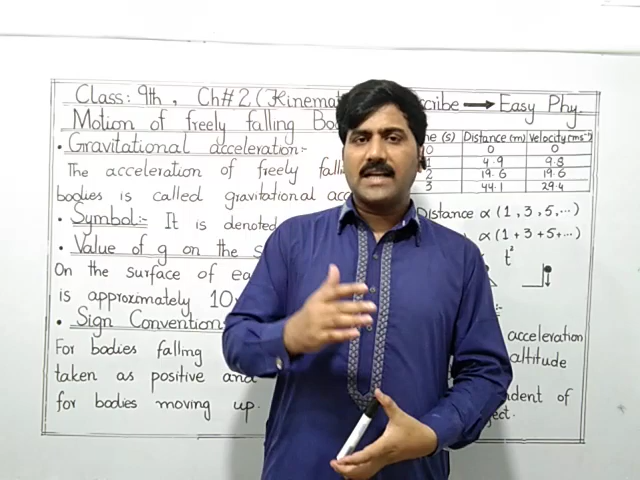 Class: 9th, Ch# 2 (Kinemat cribe → Easy Phy.
Motion of freely falling Bo
• Gravitational acceleration:-
The acceleration of freely fall
bodies is called gravitational acc
• Symbol:- It is denoted
• Value of g on the s
On the surface of ea
is approximately 10
• Sign Convention
For bodies falling
taken as positive and
for bodies moving up.
me (s) Distance (m) Velocity (ms⁻¹)
0 0 0
1 4.9 9.8
2 19.6 19.6
3 44.1 29.4
Distance α (1, 3, 5, ...)
α (1 + 3 + 5 + ...)
t²
acceleration
altitude
dent of
ject.